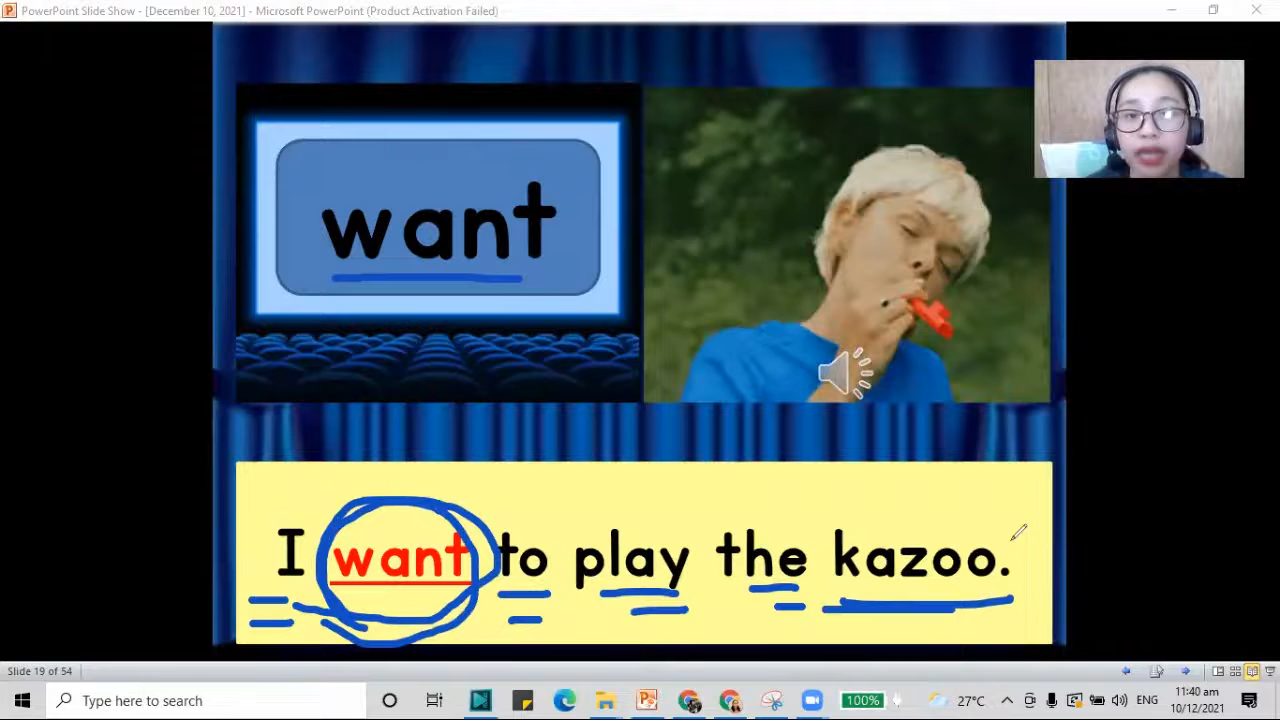 PowerPoint Slide Show - [December 10, 2021] - Microsoft PowerPoint (Product Activation Failed)
want
I want to play the kazoo.
Slide 19 of 54
Type here to search
100%
27°C
ENG
11:40 am
10/12/2021